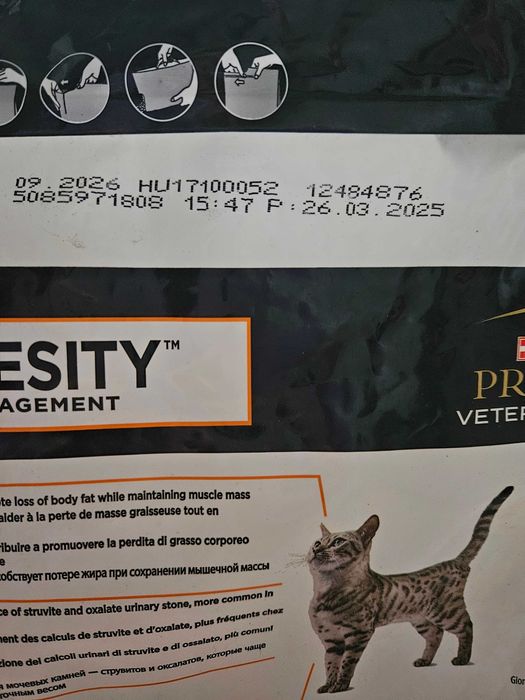 09.2026 HU17100052 12484876
5085971808 15:47 P:26.03.2025
ESITY™
AGEMENT
PR
VETER
te loss of body fat while maintaining muscle mass
aider à la perte de masse graisseuse tout en
ribuire a promuovere la perdita di grasso corporeo
e
собствует потере жира при сохранении мышечной массы
ce of struvite and oxalate urinary stone, more common in
ment des calculs de struvite et d'oxalate, plus fréquents chez
zione del calcoli urinari di struvite e di ossalato, più comuni
я мочевых камней — струвитов и оксалатов, которые чаще
точным весом
Glor